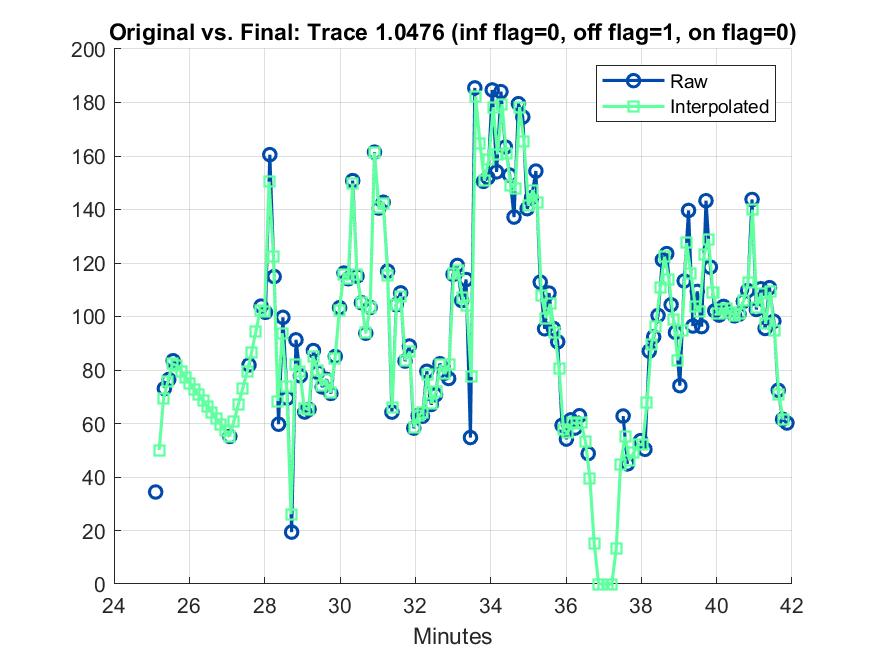 Original vs. Final: Trace 1.0476 (inf flag=0, off flag=1, on flag=0)
200
180
160
140
120
100
80
60
40
20
0
Raw
Interpolated
24 26 28 30 32 34 36 38 40 42
Minutes